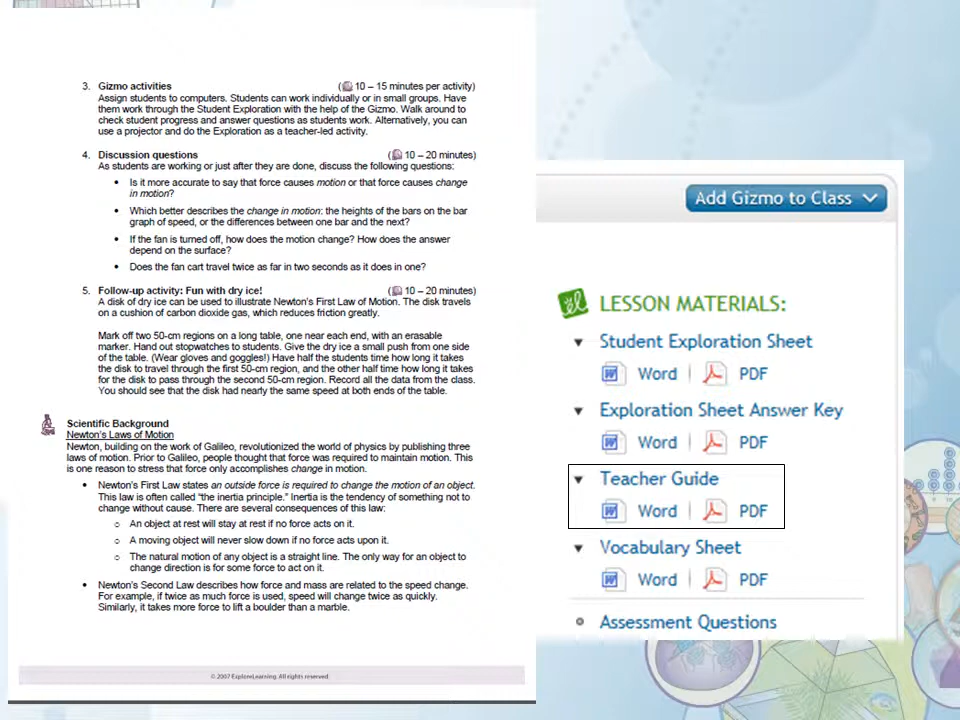 3. Gizmo activities (10 – 15 minutes per activity)
Assign students to computers. Students can work individually or in small groups. Have
them work through the Student Exploration with the help of the Gizmo. Walk around to
check student progress and answer questions as students work. Alternatively, you can
use a projector and do the Exploration as a teacher-led activity.
4. Discussion questions (10 – 20 minutes)
As students are working or just after they are done, discuss the following questions:
• Is it more accurate to say that force causes motion or that force causes change
in motion?
• Which better describes the change in motion: the heights of the bars on the bar
graph of speed, or the differences between one bar and the next?
• If the fan is turned off, how does the motion change? How does the answer
depend on the surface?
• Does the fan cart travel twice as far in two seconds as it does in one?
5. Follow-up activity: Fun with dry ice! (10 – 20 minutes)
A disk of dry ice can be used to illustrate Newton's First Law of Motion. The disk travels
on a cushion of carbon dioxide gas, which reduces friction greatly.
Mark off two 50-cm regions on a long table, one near each end, with an erasable
marker. Hand out stopwatches to students. Give the dry ice a small push from one side
of the table. (Wear gloves and goggles!) Have half the students time how long it takes
the disk to travel through the first 50-cm region, and the other half time how long it takes
for the disk to pass through the second 50-cm region. Record all the data from the class.
You should see that the disk had nearly the same speed at both ends of the table.
Scientific Background
Newton's Laws of Motion
Newton, building on the work of Galileo, revolutionized the world of physics by publishing three
laws of motion. Prior to Galileo, people thought that force was required to maintain motion. This
is one reason to stress that force only accomplishes change in motion.
• Newton's First Law states an outside force is required to change the motion of an object.
This law is often called "the inertia principle." Inertia is the tendency of something not to
change without cause. There are several consequences of this law:
o An object at rest will stay at rest if no force acts on it.
o A moving object will never slow down if no force acts upon it.
o The natural motion of any object is a straight line. The only way for an object to
change direction is for some force to act on it.
• Newton's Second Law describes how force and mass are related to the speed change.
For example, if twice as much force is used, speed will change twice as quickly.
Similarly, it takes more force to lift a boulder than a marble.
© 2007 ExploreLearning. All rights reserved
Add Gizmo to Class
LESSON MATERIALS:
Student Exploration Sheet
Word | PDF
Exploration Sheet Answer Key
Word | PDF
Teacher Guide
Word | PDF
Vocabulary Sheet
Word | PDF
Assessment Questions